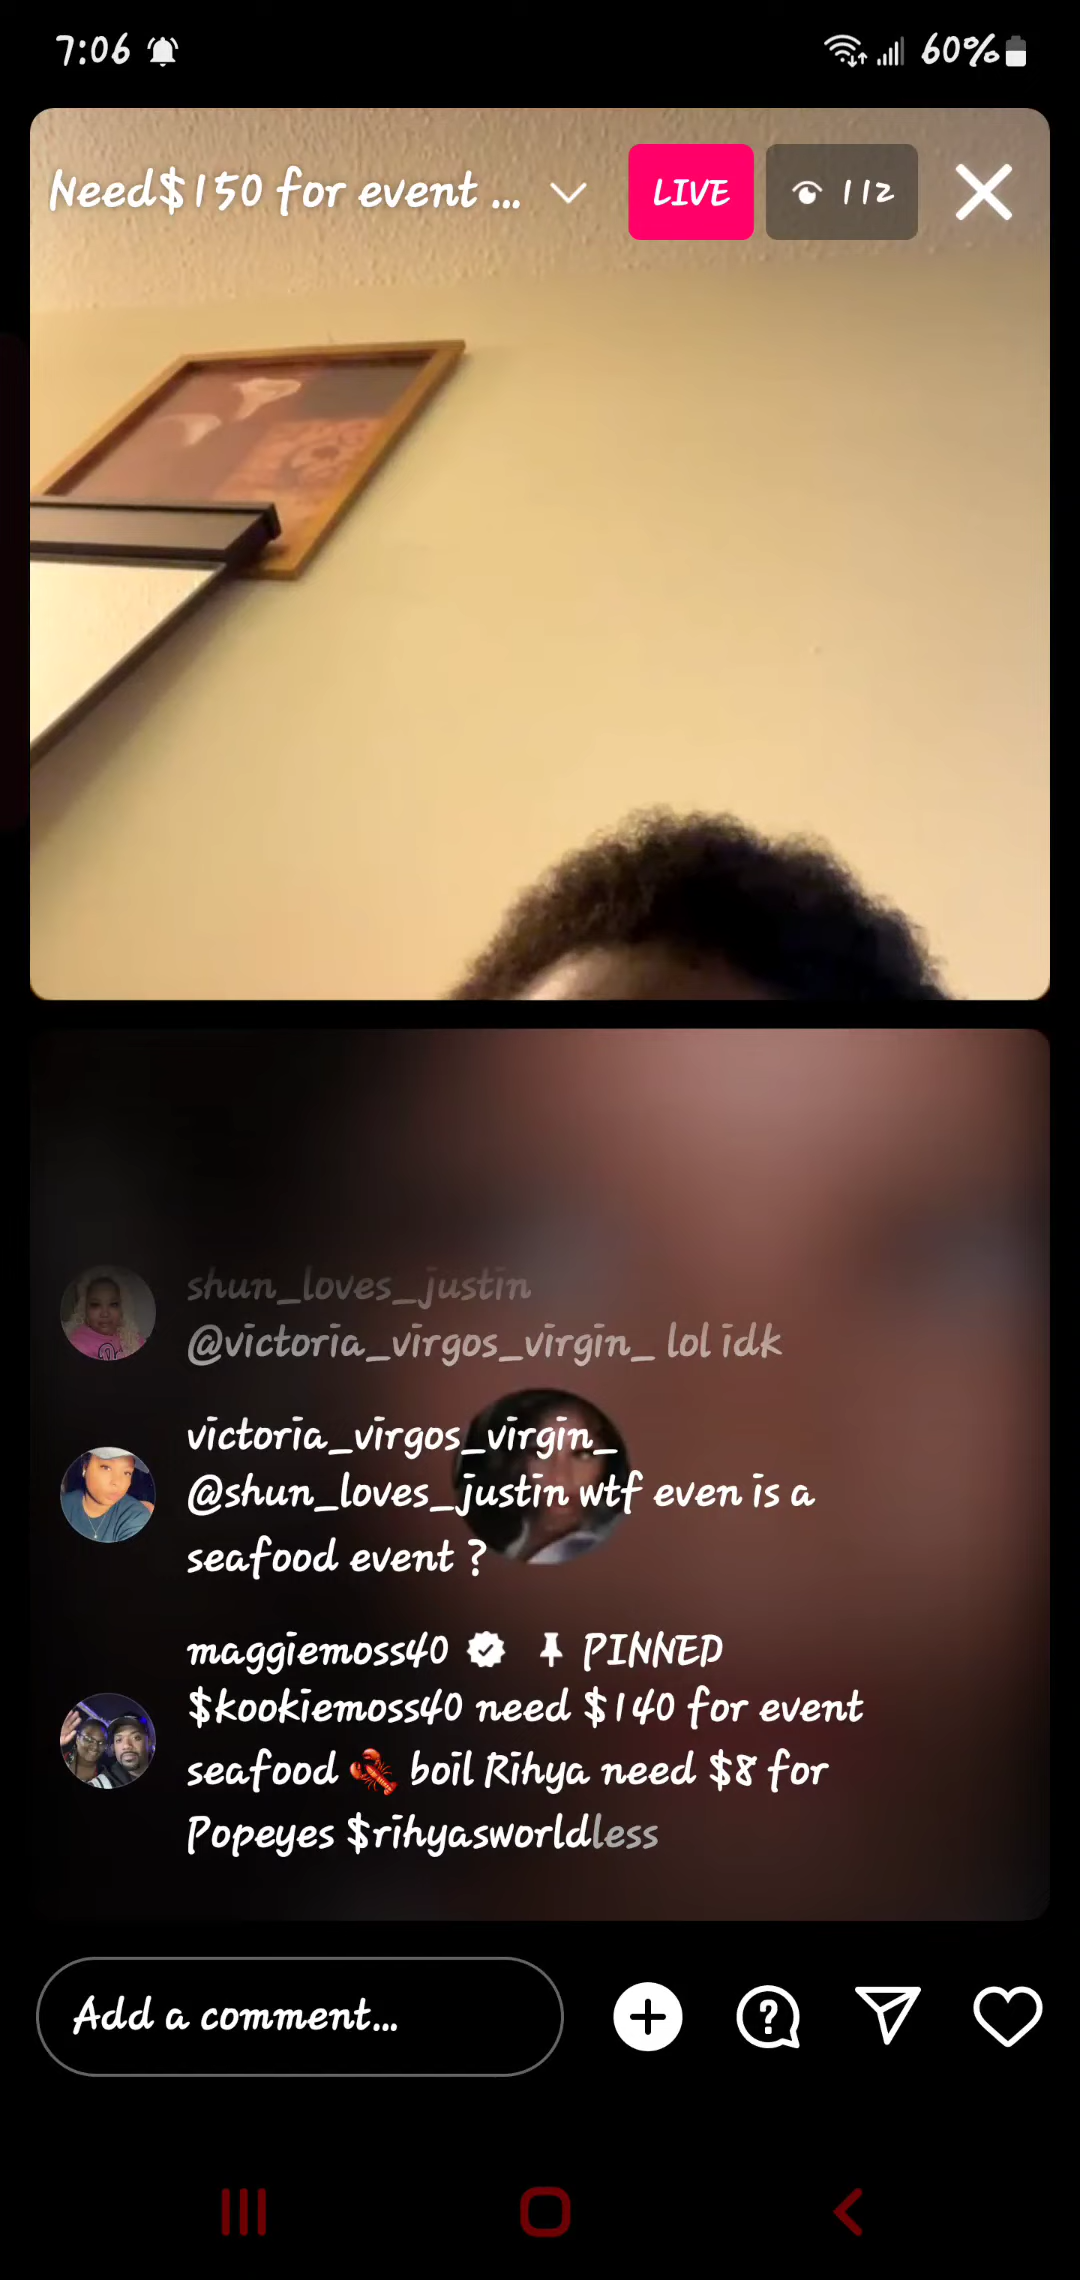 7:06
60%
Need$150 for event ...
LIVE
112
shun_loves_justin
@victoria_virgos_virgin_ lol idk
victoria_virgos_virgin_
@shun_loves_justin wtf even is a
seafood event ?
maggiemoss40 PINNED
$kookiemoss40 need $140 for event
seafood 🦞 boil Rihya need $8 for
Popeyes $rihyasworldless
Add a comment...